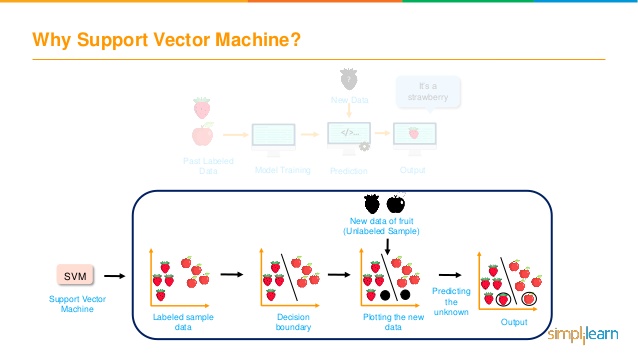 Why Support Vector Machine?
New Data
It's a
strawberry
</>...
Past Labeled
Data
Model Training
Prediction
Output
New data of fruit
(Unlabeled Sample)
SVM
Support Vector
Machine
Labeled sample
data
Decision
boundary
Plotting the new
data
Predicting
the
unknown
Output
simplilearn